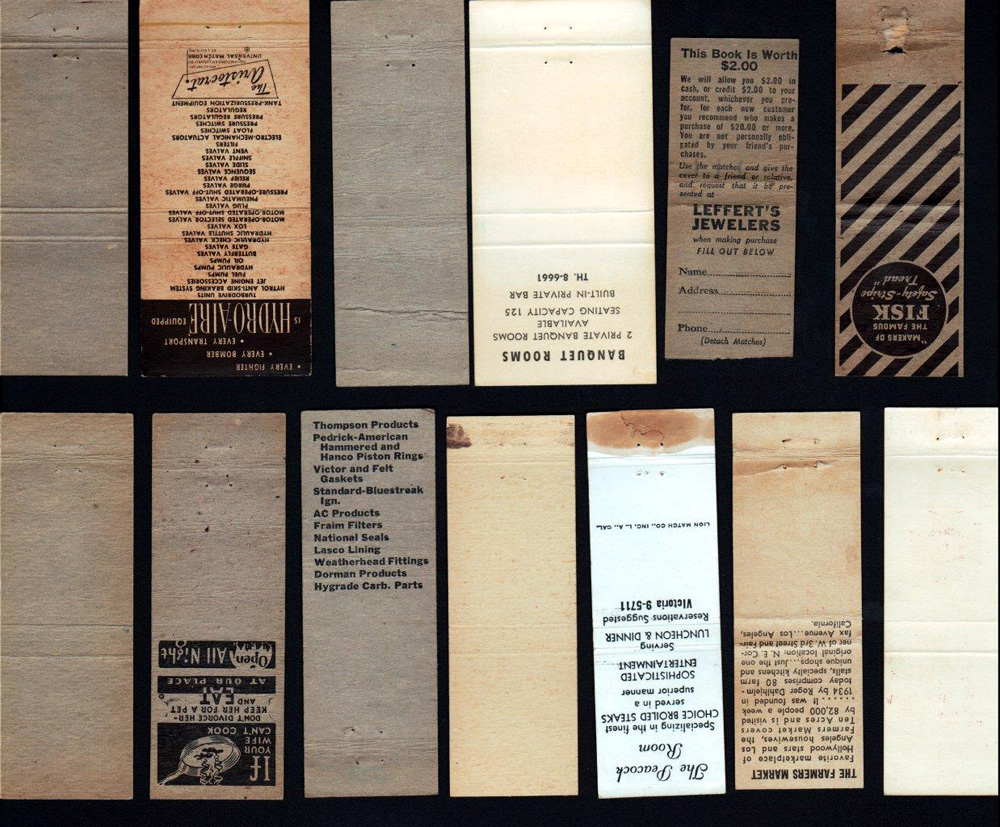 The Aristocrat
UNIVERSAL MATCH CORP.
TANK-PRESSURIZATION EQUIPMENT
REGULATORS
PRESSURE REGULATORS
PRESSURE SWITCHES
FLOAT SWITCHES
ELECTRO-MECHANICAL ACTUATORS
FILTERS
VENT VALVES
SNIFFLE VALVES
SLIDE VALVES
SEQUENCE VALVES
RELIEF VALVES
PURGE VALVES
PRESSURE-OPERATED SHUT-OFF VALVES
PNEUMATIC VALVES
PLUG VALVES
MOTOR OPERATED SHUT-OFF VALVES
MOTOR-OPERATED SELECTOR VALVES
LOX VALVES
HYDRAULIC SHUTTLE VALVES
HYDRAULIC CHECK VALVES
GATE VALVES
BUTTERFLY VALVES
OIL PUMPS
HYDRAULIC PUMPS
FUEL PUMPS
JET ENGINE ACCESSORIES
HYTROL ANTI-SKID BRAKING SYSTEM
TURBODRIVE UNITS
IS HYDRO-AIRE EQUIPPED
• EVERY TRANSPORT
• EVERY BOMBER
• EVERY FIGHTER
BANQUET ROOMS
2 PRIVATE BANQUET ROOMS
AVAILABLE
SEATING CAPACITY 125
BUILT-IN PRIVATE BAR
TH. 8-6661
This Book Is Worth
$2.00
We will allow you $2.00 in
cash, or credit $2.00 to your
account, whichever you pre-
fer, for each new customer
you recommend who makes a
purchase of $20.00 or more.
You are not personally obli-
gated by your friend's pur-
chases.
Use the matches and give the
cover to a friend or relative,
and request that it be pre-
sented at
LEFFERT'S
JEWELERS
when making purchase
FILL OUT BELOW
Name
Address
Phone
(Detach Matches)
"MAKERS OF
THE FAMOUS
FISK
Safety-Stripe
Tread"
If
YOUR
WIFE
CAN'T COOK
DON'T DIVORCE HER-
KEEP HER FOR A PET
AND
EAT
AT OUR PLACE
Open All Night
Thompson Products
Pedrick-American
Hammered and
Hanco Piston Rings
Victor and Felt
Gaskets
Standard-Bluestreak
Ign.
AC Products
Fraim Filters
National Seals
Lasco Lining
Weatherhead Fittings
Dorman Products
Hygrade Carb. Parts
The Peacock
Room
Specializing in the finest
CHOICE BROILED STEAKS
served in a
superior manner
SOPHISTICATED
ENTERTAINMENT
Serving
LUNCHEON & DINNER
Reservations Suggested
Victoria 9-5711
LION MATCH CO., INC. L. A., CAL.
THE FARMERS MARKET
Favorite marketplace of
Hollywood stars and Los
Angeles housewives, the
Farmers Market covers
Ten Acres and is visited
by 82,000 people a week
...... It was founded in
1934 by Roger Dahlhjelm-
today comprises 80 farm
stalls, specialty kitchens and
unique shops....Just the one
original location: N. E. Cor-
ner of W. 3rd Street and Fair-
fax Avenue...Los Angeles,
California.